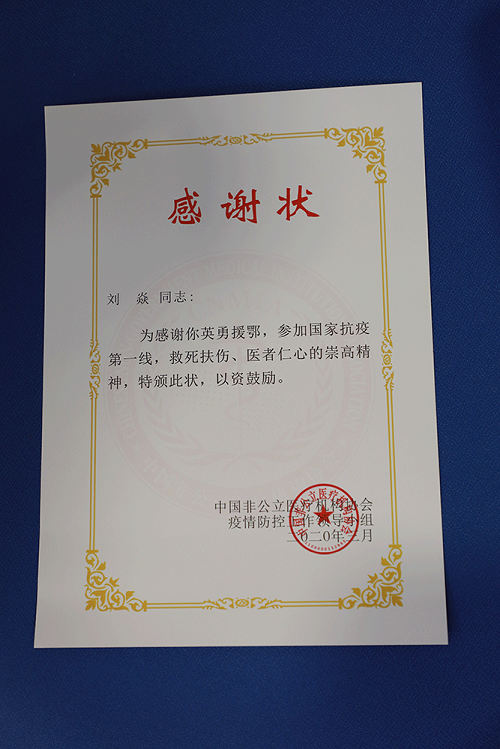 感谢状
刘 焱 同志:
为感谢你英勇援鄂，参加国家抗疫
第一线，救死扶伤、医者仁心的崇高精
神，特颁此状，以资鼓励。
中国非公立医疗机构协会
疫情防控工作领导小组
二〇二〇年三月